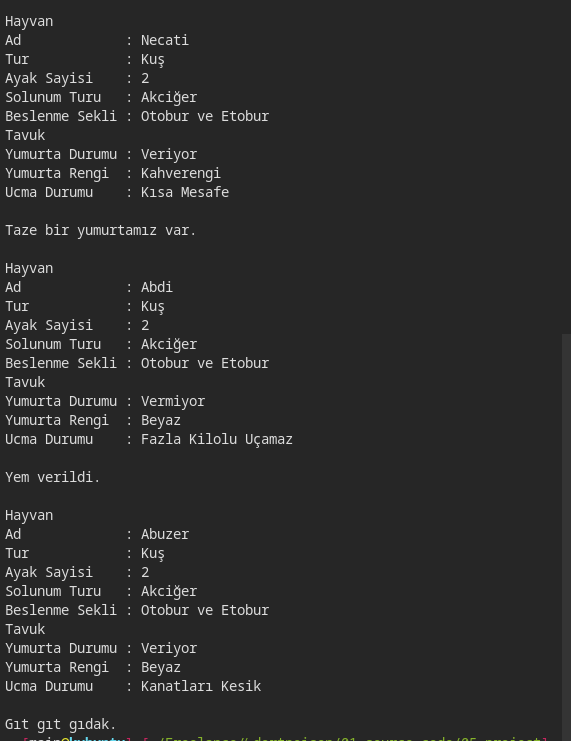 Hayvan
Ad             : Necati
Tur            : Kuş
Ayak Sayisi    : 2
Solunum Turu   : Akciğer
Beslenme Sekli : Otobur ve Etobur
Tavuk
Yumurta Durumu : Veriyor
Yumurta Rengi  : Kahverengi
Ucma Durumu    : Kısa Mesafe

Taze bir yumurtamız var.

Hayvan
Ad             : Abdi
Tur            : Kuş
Ayak Sayisi    : 2
Solunum Turu   : Akciğer
Beslenme Sekli : Otobur ve Etobur
Tavuk
Yumurta Durumu : Vermiyor
Yumurta Rengi  : Beyaz
Ucma Durumu    : Fazla Kilolu Uçamaz

Yem verildi.

Hayvan
Ad             : Abuzer
Tur            : Kuş
Ayak Sayisi    : 2
Solunum Turu   : Akciğer
Beslenme Sekli : Otobur ve Etobur
Tavuk
Yumurta Durumu : Veriyor
Yumurta Rengi  : Beyaz
Ucma Durumu    : Kanatları Kesik

Gıt gıt gıdak.